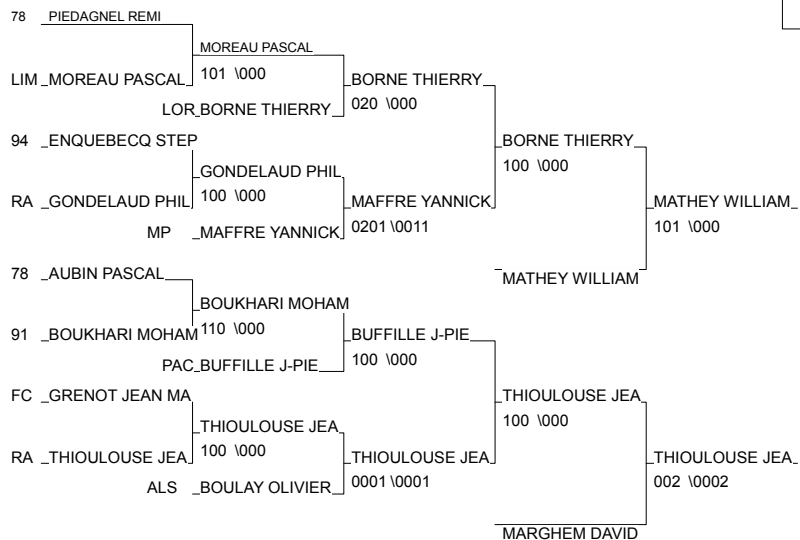 78 PIEDAGNEL REMI
MOREAU PASCAL
LIM MOREAU PASCAL 101 \000 BORNE THIERRY
LOR BORNE THIERRY 020 \000
94 ENQUEBECQ STEP BORNE THIERRY
GONDELAUD PHIL 100 \000
RA GONDELAUD PHIL 100 \000 MAFFRE YANNICK MATHEY WILLIAM
MP MAFFRE YANNICK 0201 \0011 101 \000
78 AUBIN PASCAL MATHEY WILLIAM
BOUKHARI MOHAM
91 BOUKHARI MOHAM 110 \000 BUFFILLE J-PIE
PAC BUFFILLE J-PIE 100 \000
FC GRENOT JEAN MA THIOULOUSE JEA
THIOULOUSE JEA 100 \000
RA THIOULOUSE JEA 100 \000 THIOULOUSE JEA THIOULOUSE JEA
ALS BOULAY OLIVIER 0001 \0001 002 \0002
MARGHEM DAVID